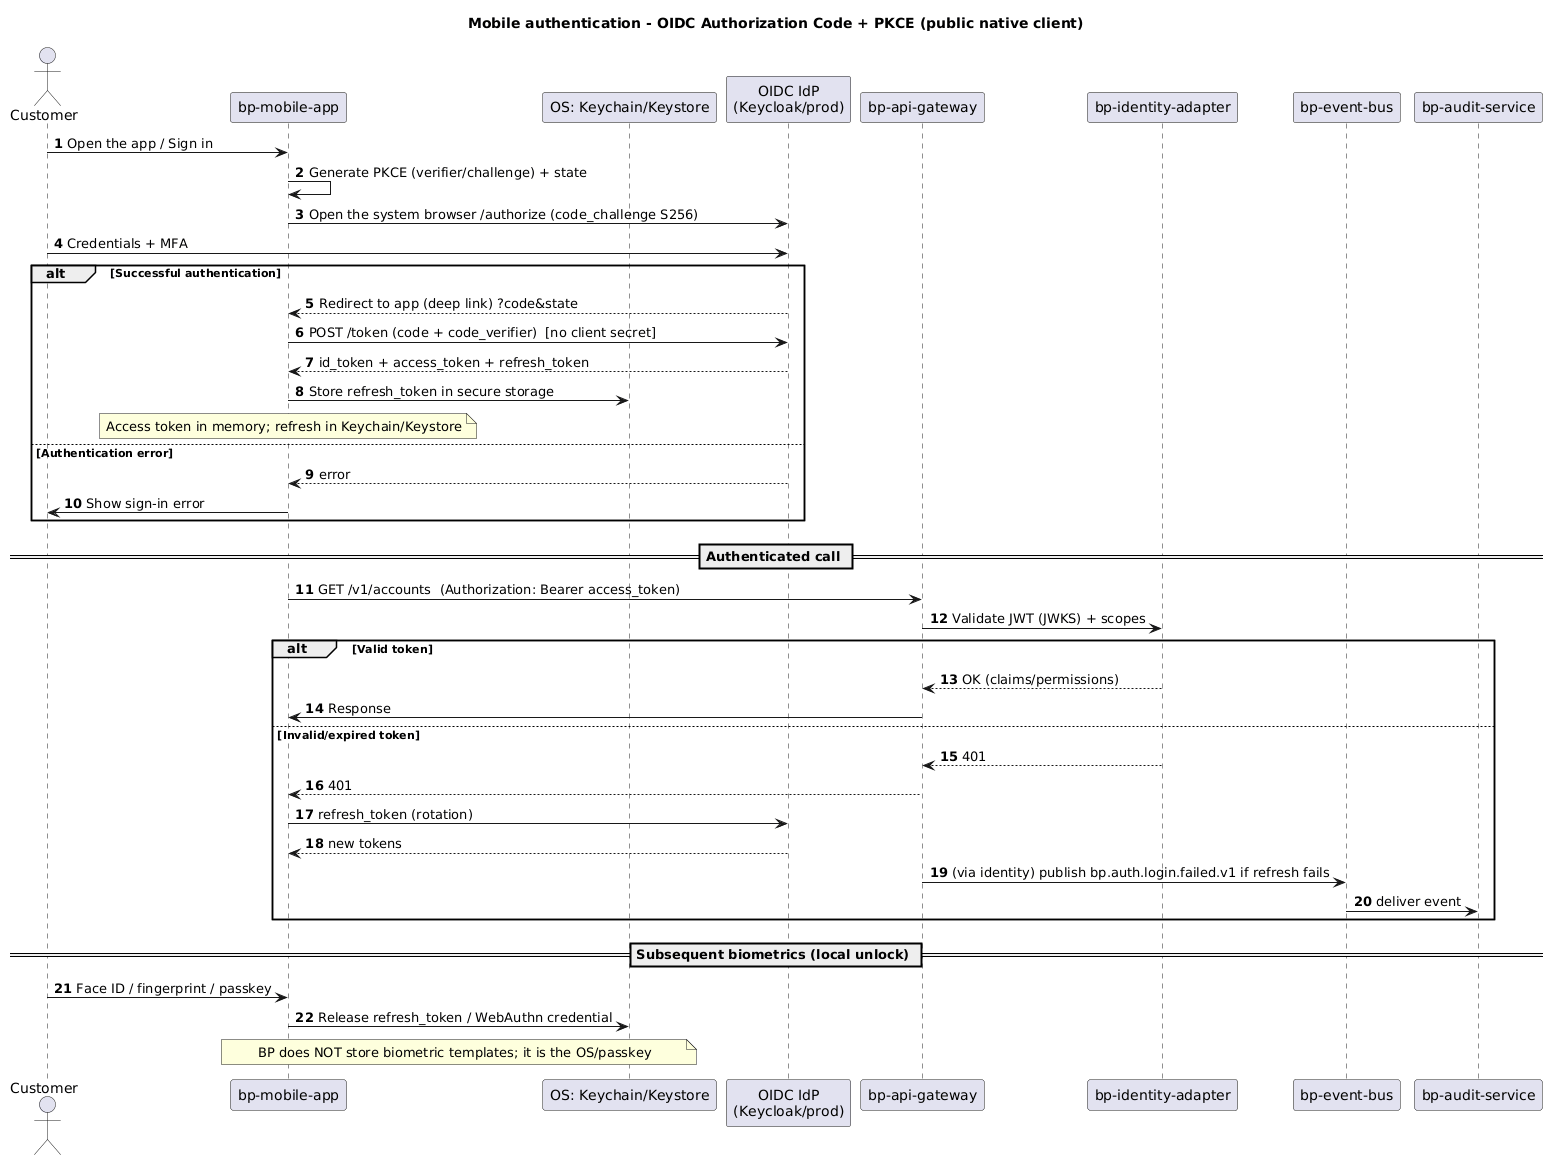 Mobile authentication - OIDC Authorization Code + PKCE (public native client)
Customer
bp-mobile-app
OS: Keychain/Keystore
OIDC IdP
(Keycloak/prod)
bp-api-gateway
bp-identity-adapter
bp-event-bus
bp-audit-service
1 Open the app / Sign in
2 Generate PKCE (verifier/challenge) + state
3 Open the system browser /authorize (code_challenge S256)
4 Credentials + MFA
alt [Successful authentication]
5 Redirect to app (deep link) ?code&state
6 POST /token (code + code_verifier)  [no client secret]
7 id_token + access_token + refresh_token
8 Store refresh_token in secure storage
Access token in memory; refresh in Keychain/Keystore
[Authentication error]
9 error
10 Show sign-in error
Authenticated call
11 GET /v1/accounts  (Authorization: Bearer access_token)
12 Validate JWT (JWKS) + scopes
alt [Valid token]
13 OK (claims/permissions)
14 Response
[Invalid/expired token]
15 401
16 401
17 refresh_token (rotation)
18 new tokens
19 (via identity) publish bp.auth.login.failed.v1 if refresh fails
20 deliver event
Subsequent biometrics (local unlock)
21 Face ID / fingerprint / passkey
22 Release refresh_token / WebAuthn credential
BP does NOT store biometric templates; it is the OS/passkey
Customer
bp-mobile-app
OS: Keychain/Keystore
OIDC IdP
(Keycloak/prod)
bp-api-gateway
bp-identity-adapter
bp-event-bus
bp-audit-service